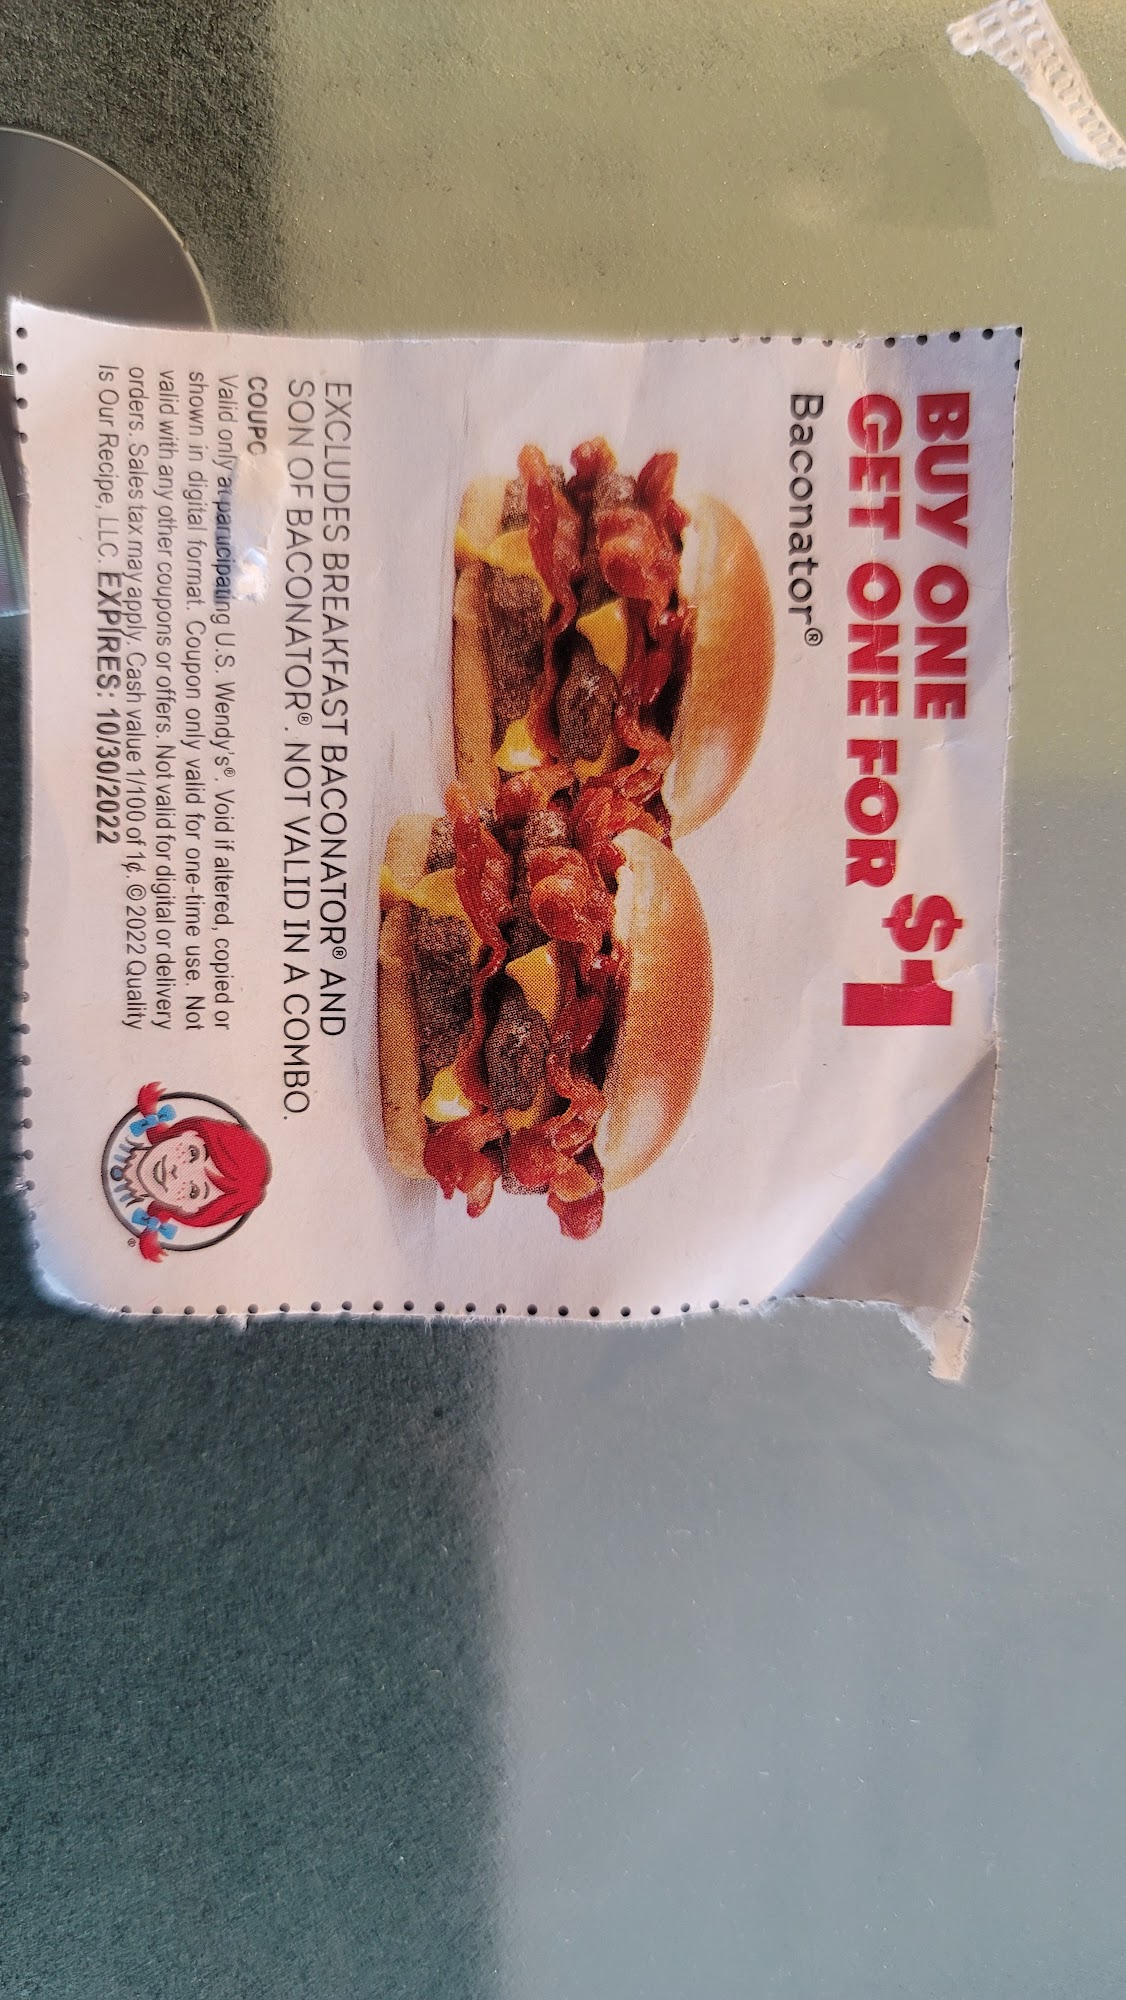 BUY ONE
GET ONE FOR $1
Baconator®
EXCLUDES BREAKFAST BACONATOR® AND
SON OF BACONATOR®. NOT VALID IN A COMBO.
COUPO
Valid only at participating U.S. Wendy's®. Void if altered, copied or
shown in digital format. Coupon only valid for one-time use. Not
valid with any other coupons or offers. Not valid for digital or delivery
orders. Sales tax may apply. Cash value 1/100 of 1¢. © 2022 Quality
Is Our Recipe, LLC. EXPIRES: 10/30/2022